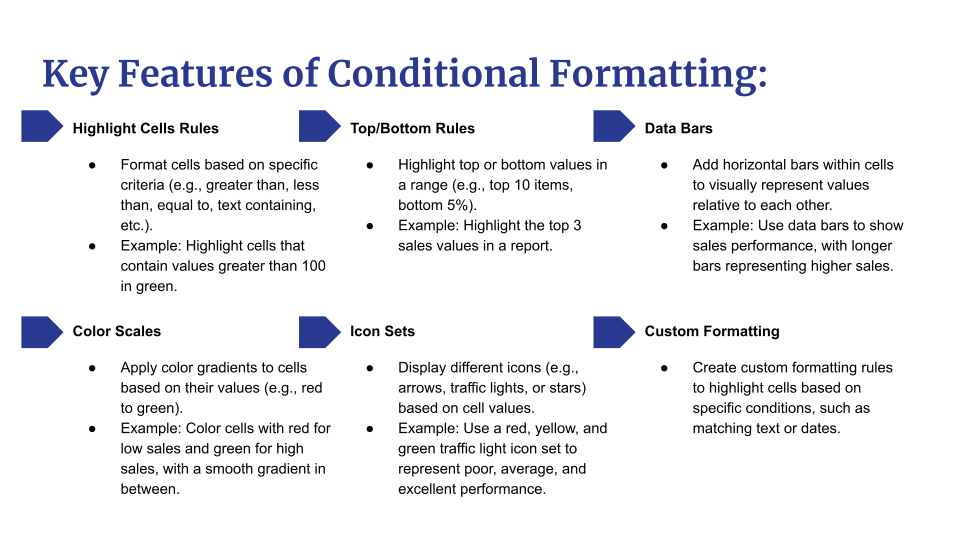 Key Features of Conditional Formatting:
Highlight Cells Rules
● Format cells based on specific
criteria (e.g., greater than, less
than, equal to, text containing,
etc.).
● Example: Highlight cells that
contain values greater than 100
in green.
Top/Bottom Rules
● Highlight top or bottom values in
a range (e.g., top 10 items,
bottom 5%).
● Example: Highlight the top 3
sales values in a report.
Data Bars
● Add horizontal bars within cells
to visually represent values
relative to each other.
● Example: Use data bars to show
sales performance, with longer
bars representing higher sales.
Color Scales
● Apply color gradients to cells
based on their values (e.g., red
to green).
● Example: Color cells with red for
low sales and green for high
sales, with a smooth gradient in
between.
Icon Sets
● Display different icons (e.g.,
arrows, traffic lights, or stars)
based on cell values.
● Example: Use a red, yellow, and
green traffic light icon set to
represent poor, average, and
excellent performance.
Custom Formatting
● Create custom formatting rules
to highlight cells based on
specific conditions, such as
matching text or dates.